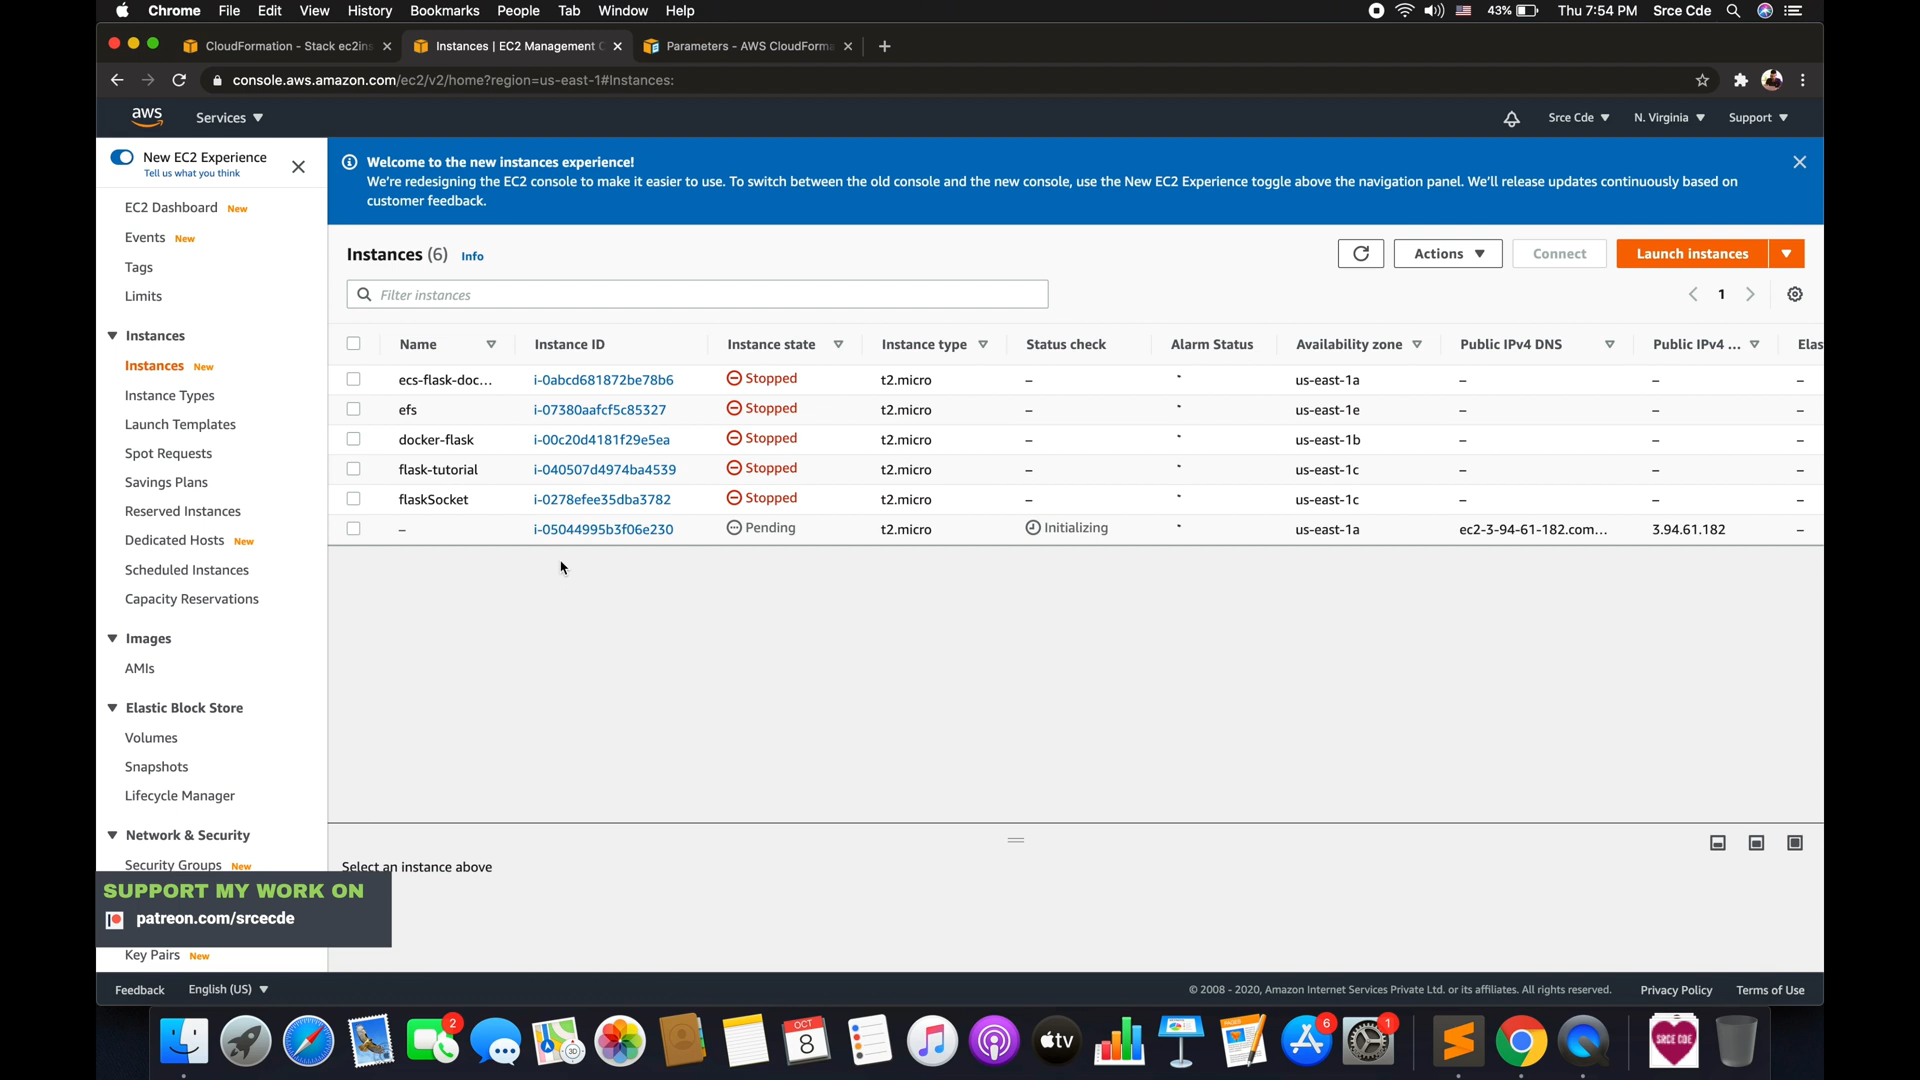 Chrome File Edit View History Bookmarks People Tab Window Help 43% Thu 7:54 PM Srce Cde
CloudFormation - Stack ec2ins Instances | EC2 Management C Parameters - AWS CloudForma
console.aws.amazon.com/ec2/v2/home?region=us-east-1#Instances:
aws Services Srce Cde N. Virginia Support
New EC2 Experience
Tell us what you think
Welcome to the new instances experience!
We're redesigning the EC2 console to make it easier to use. To switch between the old console and the new console, use the New EC2 Experience toggle above the navigation panel. We'll release updates continuously based on
customer feedback.
EC2 Dashboard New
Events New
Tags
Limits
Instances
Instances New
Instance Types
Launch Templates
Spot Requests
Savings Plans
Reserved Instances
Dedicated Hosts New
Scheduled Instances
Capacity Reservations
Images
AMIs
Elastic Block Store
Volumes
Snapshots
Lifecycle Manager
Network & Security
Security Groups New
SUPPORT MY WORK ON
patreon.com/srcecde
Key Pairs New
Instances (6) Info Actions Connect Launch instances
Filter instances 1
Name Instance ID Instance state Instance type Status check Alarm Status Availability zone Public IPv4 DNS Public IPv4 ... Elas
ecs-flask-doc... i-0abcd681872be78b6 Stopped t2.micro – us-east-1a – – –
efs i-07380aafcf5c85327 Stopped t2.micro – us-east-1e – – –
docker-flask i-00c20d4181f29e5ea Stopped t2.micro – us-east-1b – – –
flask-tutorial i-040507d4974ba4539 Stopped t2.micro – us-east-1c – – –
flaskSocket i-0278efee35dba3782 Stopped t2.micro – us-east-1c – – –
– i-05044995b3f06e230 Pending t2.micro Initializing us-east-1a ec2-3-94-61-182.com... 3.94.61.182 –
Select an instance above
Feedback English (US) © 2008 - 2020, Amazon Internet Services Private Ltd. or its affiliates. All rights reserved. Privacy Policy Terms of Use
2 3D OCT 8 tv PAGES 6 1 SRCE CDE